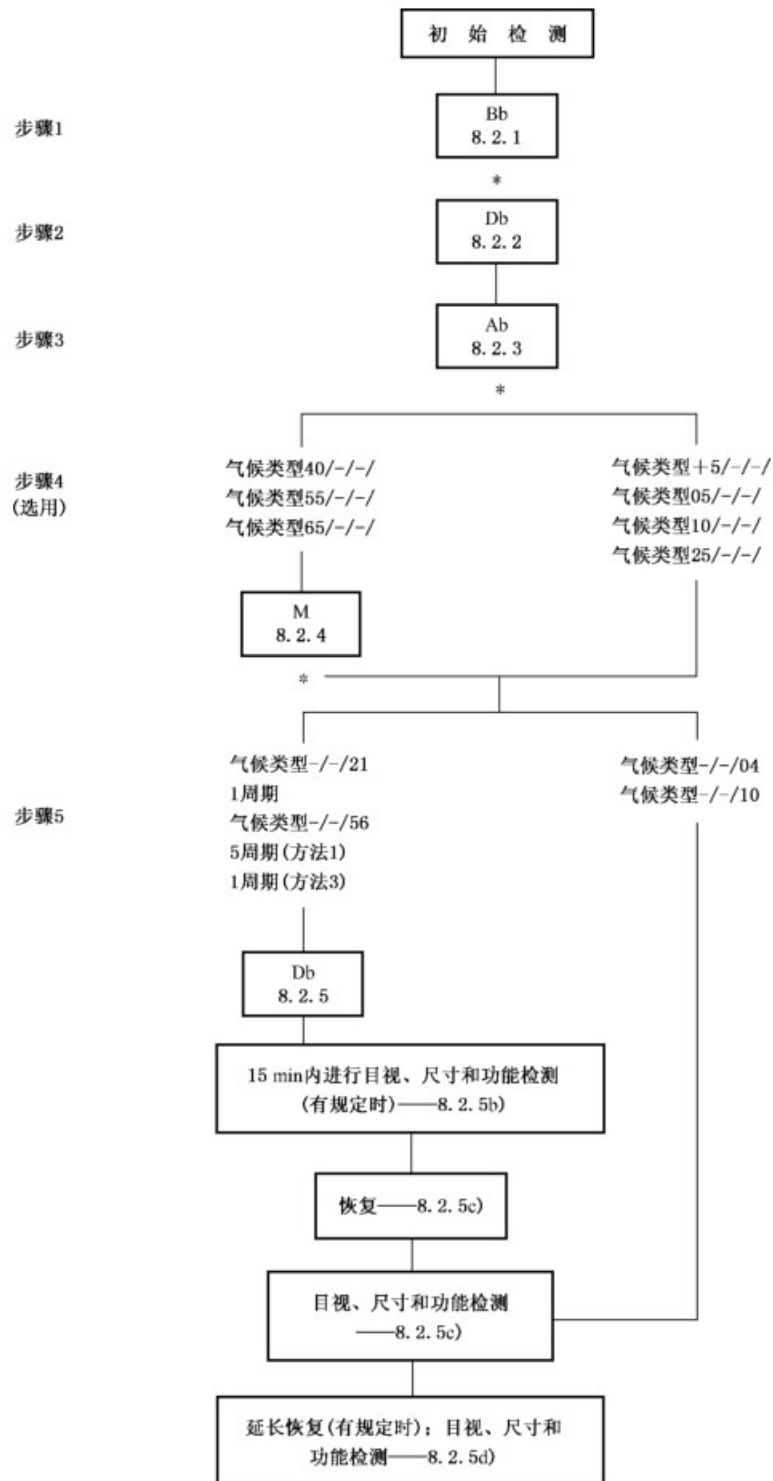 初 始 检 测
步骤1
Bb
8.2.1
*
步骤2
Db
8.2.2
步骤3
Ab
8.2.3
*
步骤4
(选用)
气候类型40/-/-/
气候类型55/-/-/
气候类型65/-/-/
气候类型+5/-/-/
气候类型05/-/-/
气候类型10/-/-/
气候类型25/-/-/
M
8.2.4
*
步骤5
气候类型-/-/21
1周期
气候类型-/-/56
5周期(方法1)
1周期(方法3)
气候类型-/-/04
气候类型-/-/10
Db
8.2.5
15 min内进行目视、尺寸和功能检测
(有规定时)——8.2.5b)
恢复——8.2.5c)
目视、尺寸和功能检测
——8.2.5c)
延长恢复(有规定时);目视、尺寸和
功能检测——8.2.5d)